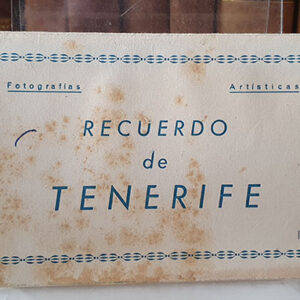 Fotografías Artísticas
RECUERDO
de
TENERIFE